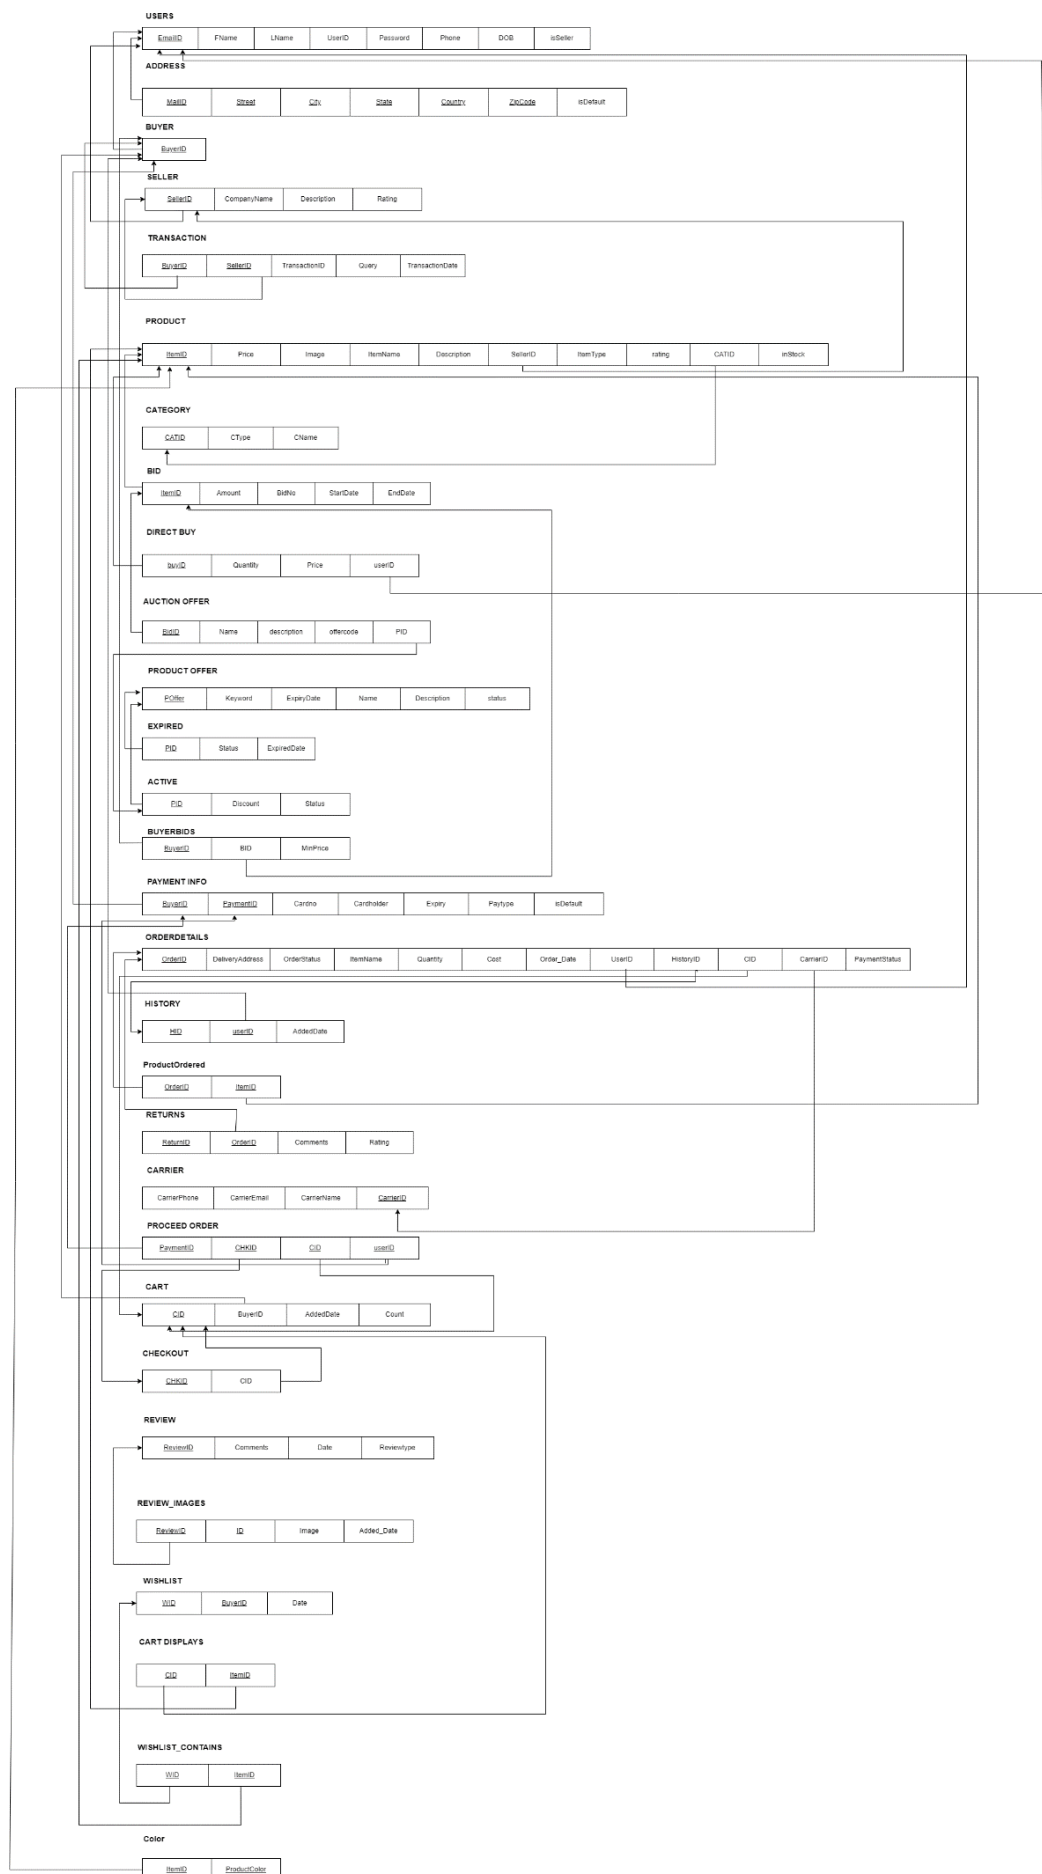 USERS
EmailID FName LName UserID Password Phone DOB isSeller
ADDRESS
MailID Street City State Country ZipCode isDefault
BUYER
BuyerID
SELLER
SellerID CompanyName Description Rating
TRANSACTION
BuyerID SellerID TransactionID Query TransactionDate
PRODUCT
ItemID Price Image ItemName Description SellerID ItemType rating CATID inStock
CATEGORY
CATID CType CName
BID
ItemID Amount BidNo StartDate EndDate
DIRECT BUY
buyID Quantity Price userID
AUCTION OFFER
BidID Name description offercode PID
PRODUCT OFFER
POffer Keyword ExpiryDate Name Description status
EXPIRED
PID Status ExpiredDate
ACTIVE
PID Discount Status
BUYERBIDS
BuyerID BID MinPrice
PAYMENT INFO
BuyerID PaymentID Cardno Cardholder Expiry Paytype isDefault
ORDERDETAILS
OrderID DeliveryAddress OrderStatus ItemName Quantity Cost Order_Date UserID HistoryID CID CarrierID PaymentStatus
HISTORY
HID userID AddedDate
ProductOrdered
OrderID ItemID
RETURNS
ReturnID OrderID Comments Rating
CARRIER
CarrierPhone CarrierEmail CarrierName CarrierID
PROCEED ORDER
PaymentID CHKID CID userID
CART
CID BuyerID AddedDate Count
CHECKOUT
CHKID CID
REVIEW
ReviewID Comments Date Reviewtype
REVIEW_IMAGES
ReviewID ID Image Added_Date
WISHLIST
WID BuyerID Date
CART DISPLAYS
CID ItemID
WISHLIST_CONTAINS
WID ItemID
Color
ItemID ProductColor